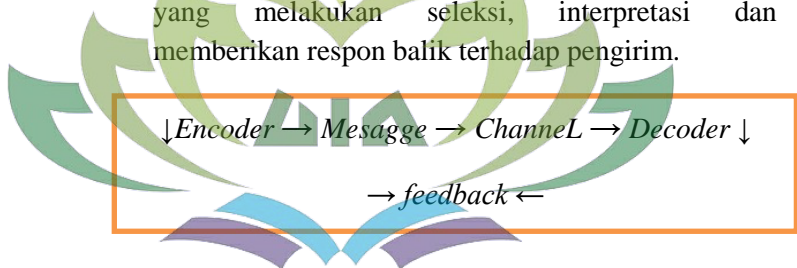 yang melakukan seleksi, interpretasi dan
memberikan respon balik terhadap pengirim.
↓Encoder → Mesagge → ChanneL → Decoder ↓
→ feedback ←